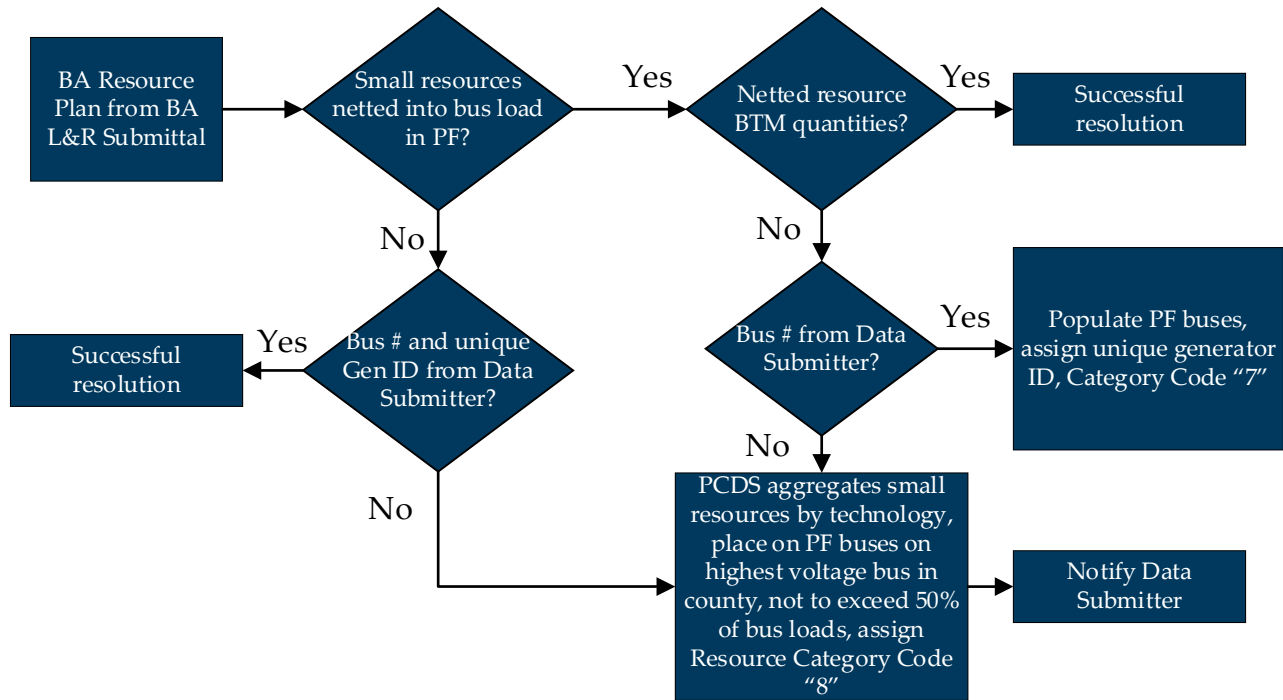 BA Resource
Plan from BA
L&R Submittal
Small resources
netted into bus load
in PF?
Yes
Netted resource
BTM quantities?
Yes
Successful
resolution
No
No
Successful
resolution
Yes
Bus # and unique
Gen ID from Data
Submitter?
Bus # from Data
Submitter?
Yes
Populate PF buses,
assign unique generator
ID, Category Code “7”
No
No
PCDS aggregates small
resources by technology,
place on PF buses on
highest voltage bus in
county, not to exceed 50%
of bus loads, assign
Resource Category Code
“8”
Notify Data
Submitter